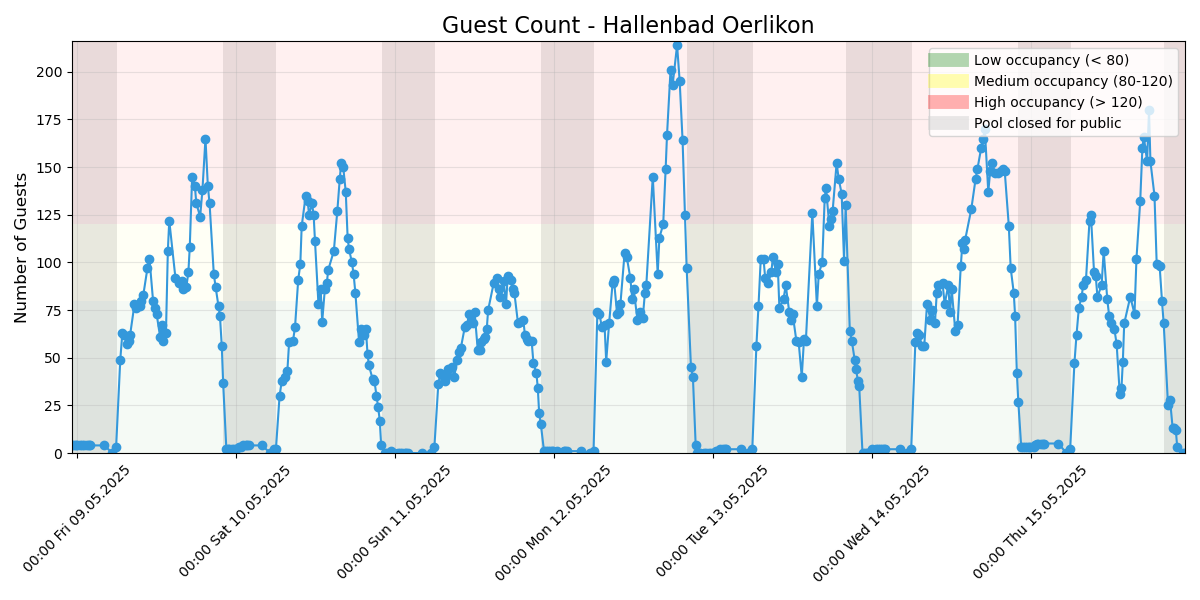 Guest Count - Hallenbad Oerlikon
Number of Guests
200
175
150
125
100
75
50
25
0
Low occupancy (< 80)
Medium occupancy (80-120)
High occupancy (> 120)
Pool closed for public
00:00 Fri 09.05.2025
00:00 Sat 10.05.2025
00:00 Sun 11.05.2025
00:00 Mon 12.05.2025
00:00 Tue 13.05.2025
00:00 Wed 14.05.2025
00:00 Thu 15.05.2025